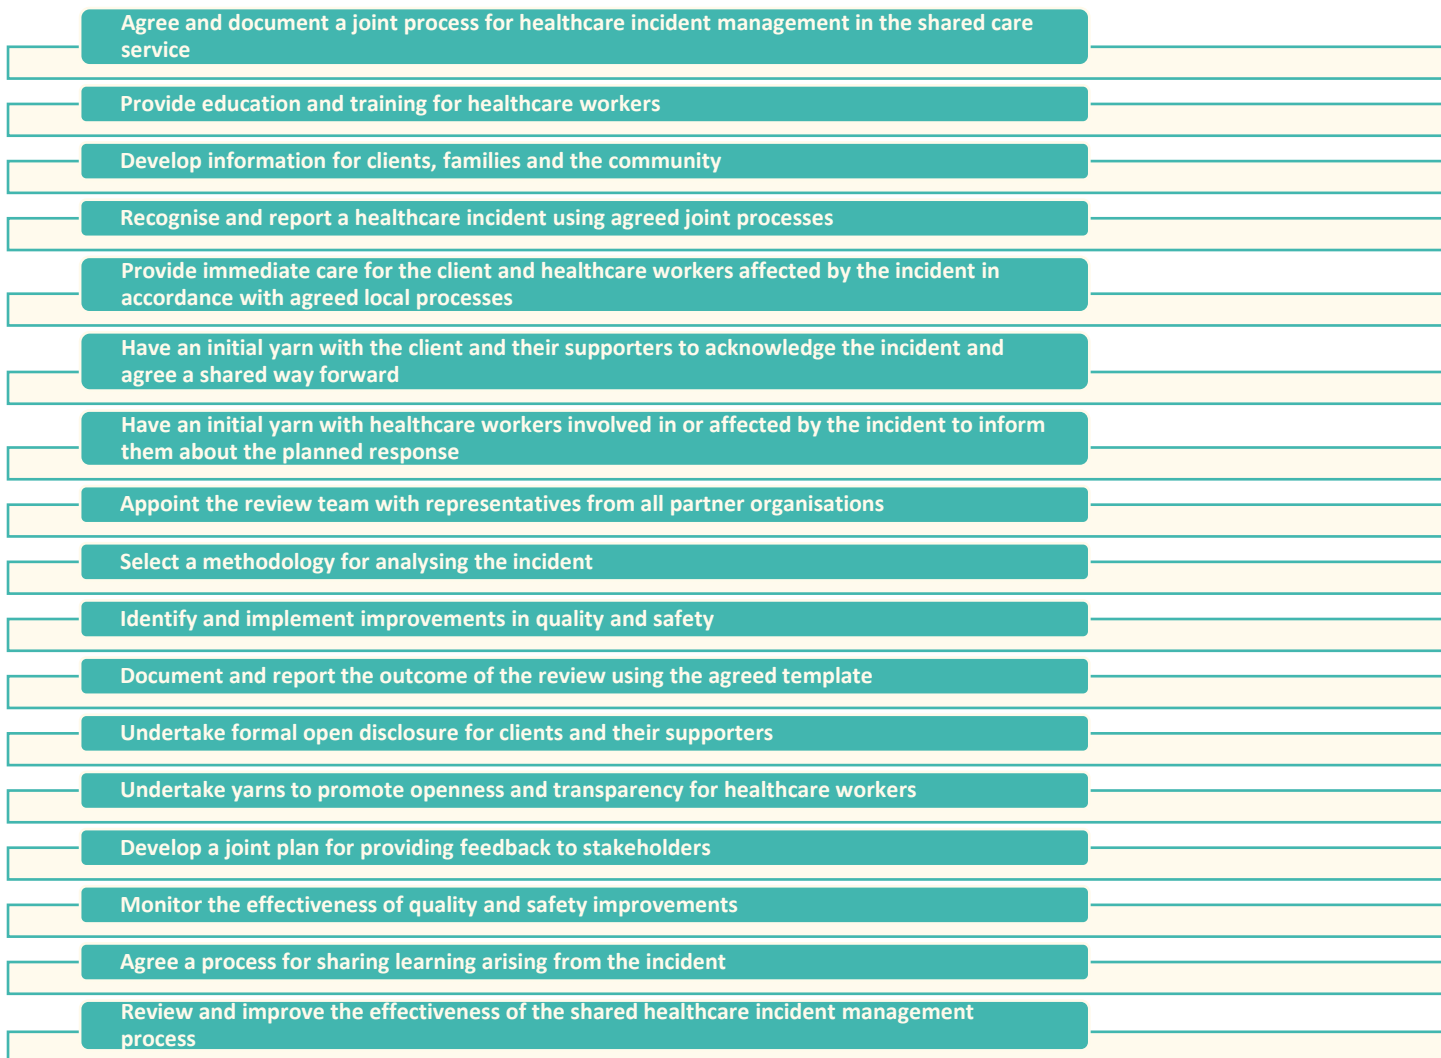 Agree and document a joint process for healthcare incident management in the shared care
service
Provide education and training for healthcare workers
Develop information for clients, families and the community
Recognise and report a healthcare incident using agreed joint processes
Provide immediate care for the client and healthcare workers affected by the incident in
accordance with agreed local processes
Have an initial yarn with the client and their supporters to acknowledge the incident and
agree a shared way forward
Have an initial yarn with healthcare workers involved in or affected by the incident to inform
them about the planned response
Appoint the review team with representatives from all partner organisations
Select a methodology for analysing the incident
Identify and implement improvements in quality and safety
Document and report the outcome of the review using the agreed template
Undertake formal open disclosure for clients and their supporters
Undertake yarns to promote openness and transparency for healthcare workers
Develop a joint plan for providing feedback to stakeholders
Monitor the effectiveness of quality and safety improvements
Agree a process for sharing learning arising from the incident
Review and improve the effectiveness of the shared healthcare incident management
process